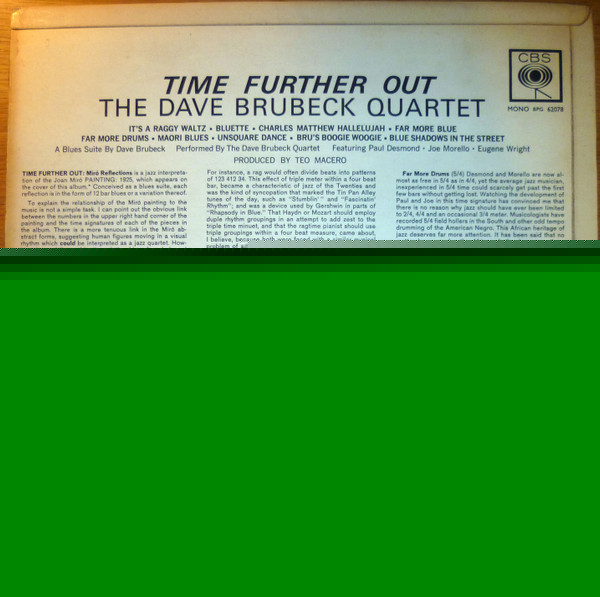 CBS
TIME FURTHER OUT
THE DAVE BRUBECK QUARTET
MONO BPG 62078
IT'S A RAGGY WALTZ • BLUETTE • CHARLES MATTHEW HALLELUJAH • FAR MORE BLUE
FAR MORE DRUMS • MAORI BLUES • UNSQUARE DANCE • BRU'S BOOGIE WOOGIE • BLUE SHADOWS IN THE STREET
A Blues Suite By Dave Brubeck Performed By The Dave Brubeck Quartet Featuring Paul Desmond • Joe Morello • Eugene Wright
PRODUCED BY TEO MACERO
TIME FURTHER OUT: Miró Reflections is a jazz interpreta-
tion of the Joan Miró PAINTING: 1925, which appears on
the cover of this album.* Conceived as a blues suite, each
reflection is in the form of 12 bar blues or a variation thereof.
To explain the relationship of the Miró painting to the
music is not a simple task. I can point out the obvious link
between the numbers in the upper right hand corner of the
painting and the time signatures of each of the pieces in
the album. There is a more tenuous link in the Miró ab-
stract forms, suggesting human figures moving in a visual
rhythm which could be interpreted as a jazz quartet. How-
For instance, a rag would often divide beats into patterns
of 123 412 34. This effect of triple meter within a four beat
bar, became a characteristic of jazz of the Twenties and
was the kind of syncopation that marked the Tin Pan Alley
tunes of the day, such as "Stumblin' " and "Fascinatin'
Rhythm"; and was a device used by Gershwin in parts of
"Rhapsody in Blue." That Haydn or Mozart should employ
duple rhythm groupings in an attempt to add zest to the
triple time minuet, and that the ragtime pianist should use
triple groupings within a four beat measure, came about,
I believe, because both were faced with a similar musical
problem of
Far More Drums (5/4) Desmond and Morello are now al-
most as free in 5/4 as in 4/4, yet the average jazz musician,
inexperienced in 5/4 time could scarcely get past the first
few bars without getting lost. Watching the development of
Paul and Joe in this time signature has convinced me that
there is no reason why jazz should have ever been limited
to 2/4, 4/4 and an occasional 3/4 meter. Musicologists have
recorded 5/4 field hollers in the South and other odd tempo
drumming of the American Negro. This African heritage of
jazz deserves far more attention. It has been said that no